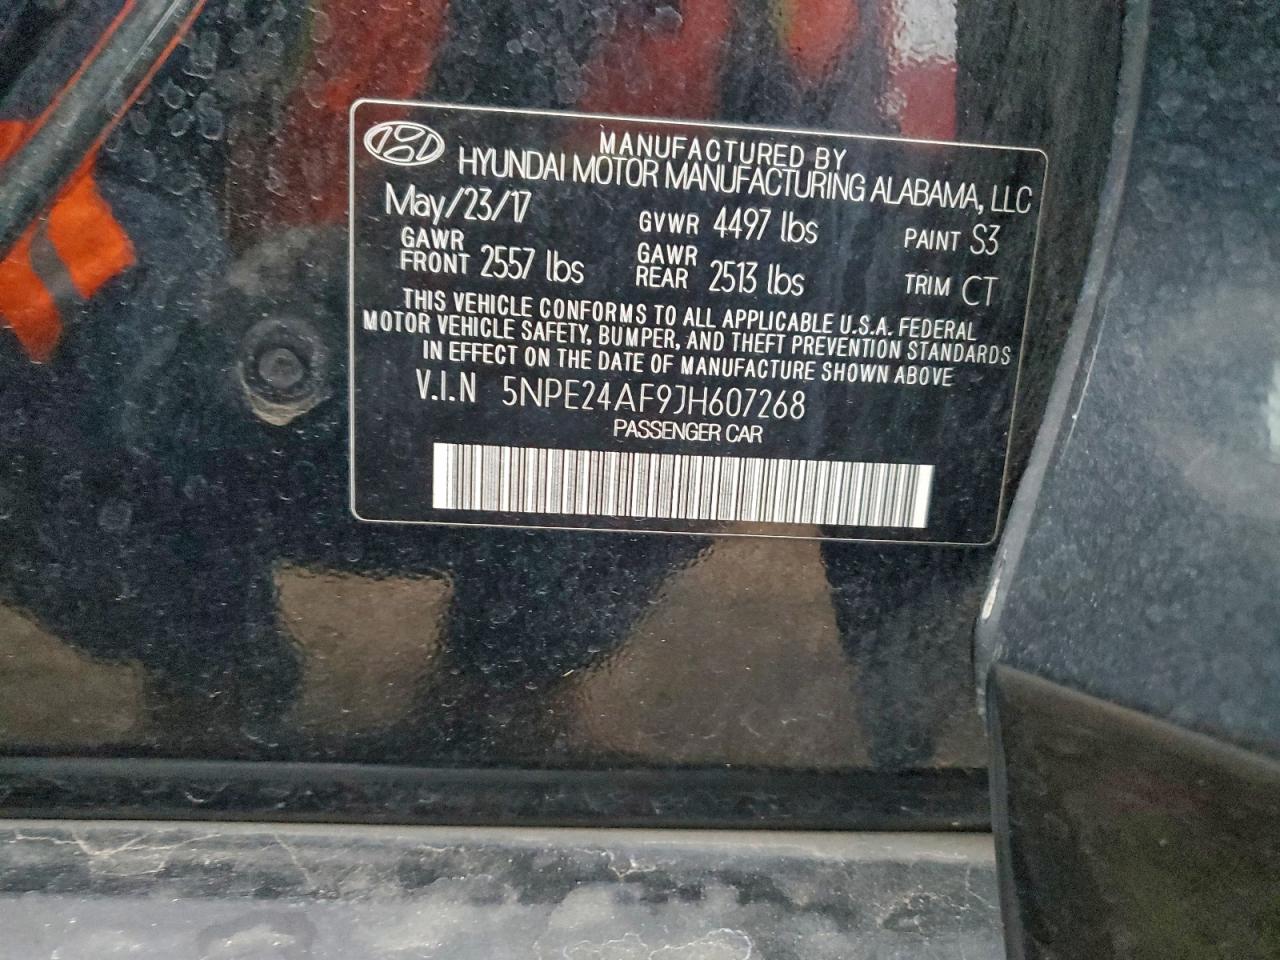 MANUFACTURED BY
HYUNDAI MOTOR MANUFACTURING ALABAMA, LLC
May/23/17 GVWR 4497 lbs PAINT S3
GAWR FRONT 2557 lbs GAWR REAR 2513 lbs TRIM CT
THIS VEHICLE CONFORMS TO ALL APPLICABLE U.S.A. FEDERAL
MOTOR VEHICLE SAFETY, BUMPER, AND THEFT PREVENTION STANDARDS
IN EFFECT ON THE DATE OF MANUFACTURE SHOWN ABOVE
V.I.N 5NPE24AF9JH607268
PASSENGER CAR